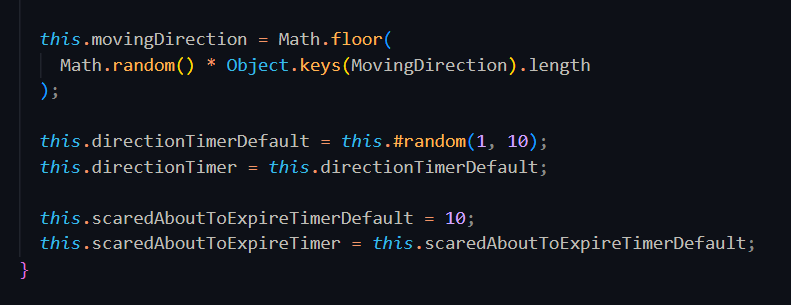 this.movingDirection = Math.floor(
Math.random() * Object.keys(MovingDirection).length
);
this.directionTimerDefault = this.#random(1, 10);
this.directionTimer = this.directionTimerDefault;
this.scaredAboutToExpireTimerDefault = 10;
this.scaredAboutToExpireTimer = this.scaredAboutToExpireTimerDefault;
}